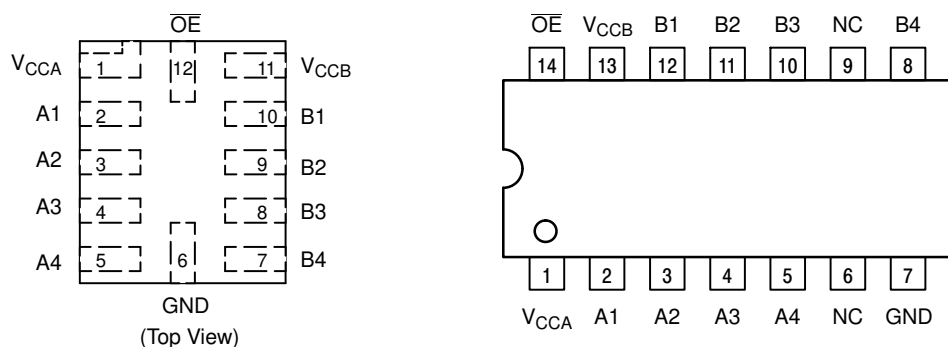 OE
VCCA 1 12 11 VCCB
A1 2 10 B1
A2 3 9 B2
A3 4 8 B3
A4 5 6 7 B4
GND
(Top View)
OE VCCB B1 B2 B3 NC B4
14 13 12 11 10 9 8
1 2 3 4 5 6 7
VCCA A1 A2 A3 A4 NC GND